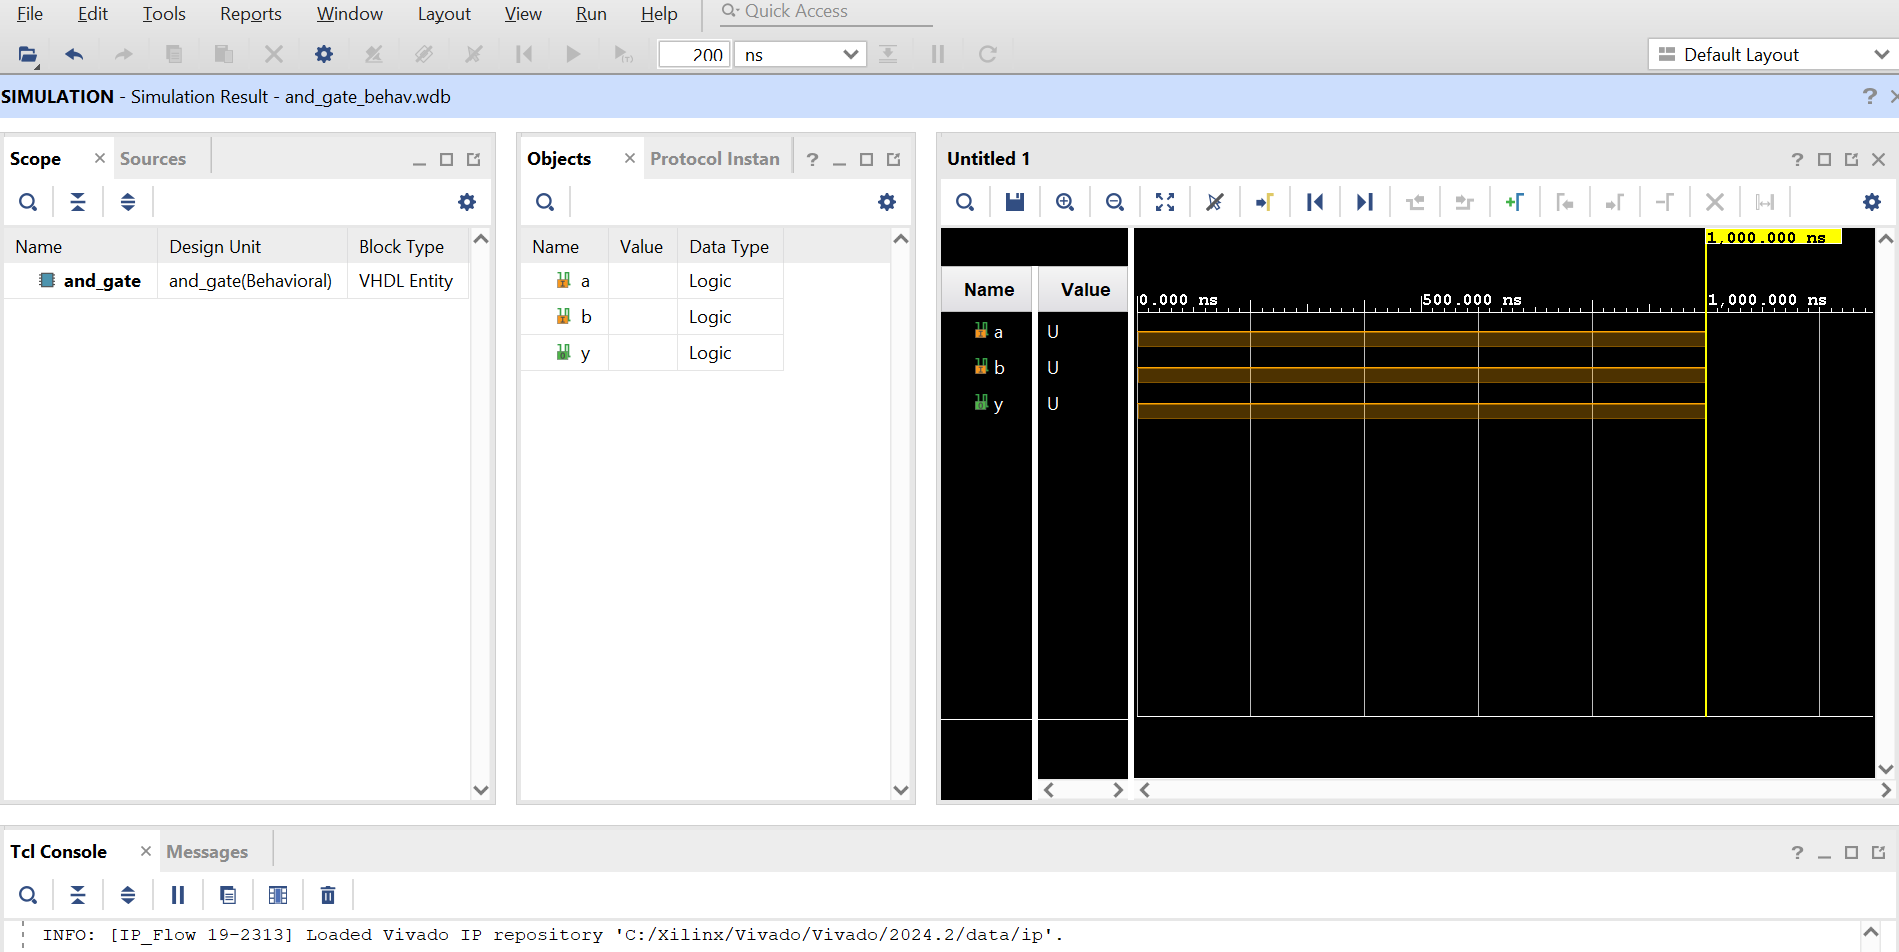 File Edit Tools Reports Window Layout View Run Help Quick Access
200 ns Default Layout
SIMULATION - Simulation Result - and_gate_behav.wdb
Scope Sources
Name Design Unit Block Type
and_gate and_gate(Behavioral) VHDL Entity
Objects Protocol Instan
Name Value Data Type
a Logic
b Logic
y Logic
Untitled 1
1,000.000 ns
Name Value
0.000 ns 500.000 ns 1,000.000 ns
a U
b U
y U
Tcl Console Messages
INFO: [IP_Flow 19-2313] Loaded Vivado IP repository 'C:/Xilinx/Vivado/Vivado/2024.2/data/ip'.